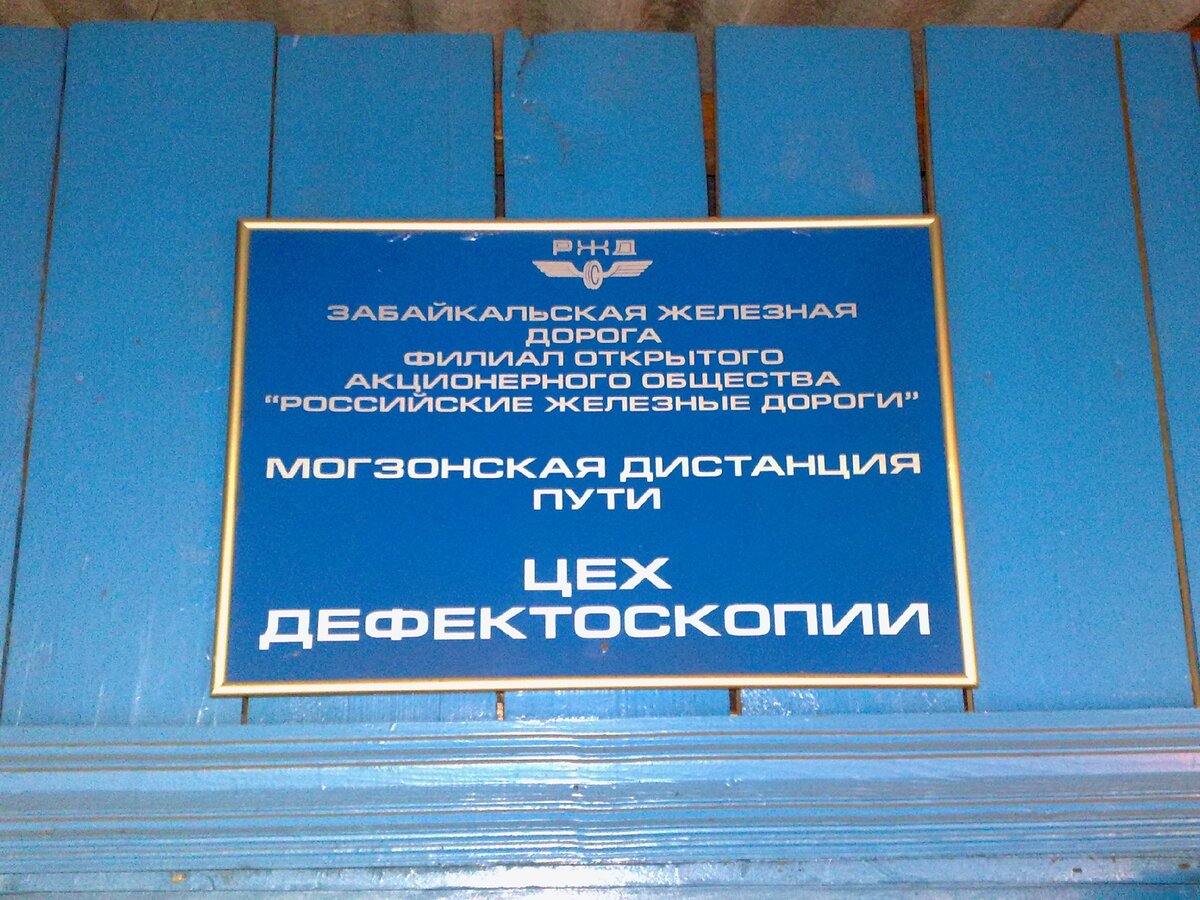 РЖД
С
ЗАБАЙКАЛЬСКАЯ ЖЕЛЕЗНАЯ
ДОРОГА
ФИЛИАЛ ОТКРЫТОГО
АКЦИОНЕРНОГО ОБЩЕСТВА
“РОССИЙСКИЕ ЖЕЛЕЗНЫЕ ДОРОГИ”
МОГЗОНСКАЯ ДИСТАНЦИЯ
ПУТИ
ЦЕХ
ДЕФЕКТОСКОПИИ